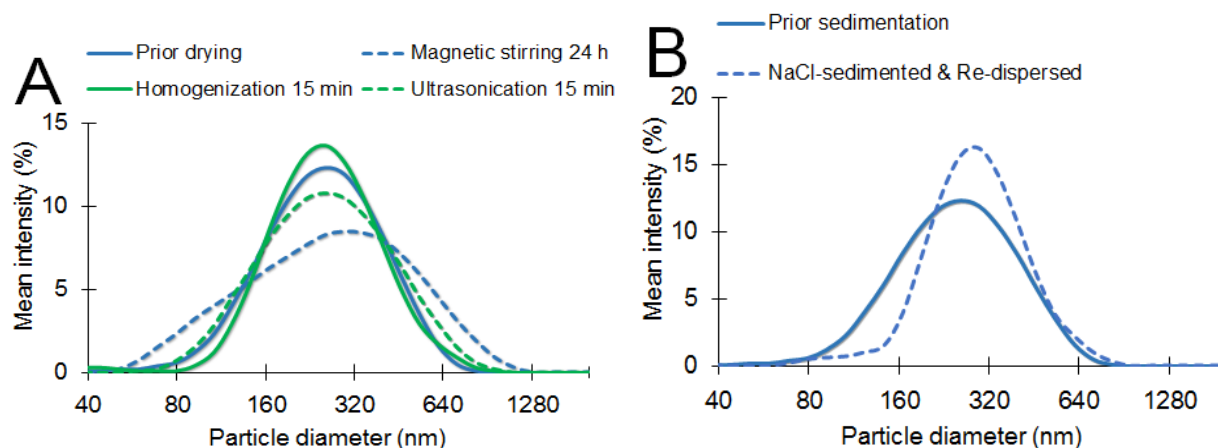 A
Prior drying
Magnetic stirring 24 h
Homogenization 15 min
Ultrasonication 15 min
15
10
5
0
Mean intensity (%)
40 80 160 320 640 1280
Particle diameter (nm)
B
Prior sedimentation
NaCl-sedimented & Re-dispersed
20
15
10
5
0
Mean intensity (%)
40 80 160 320 640 1280
Particle diameter (nm)